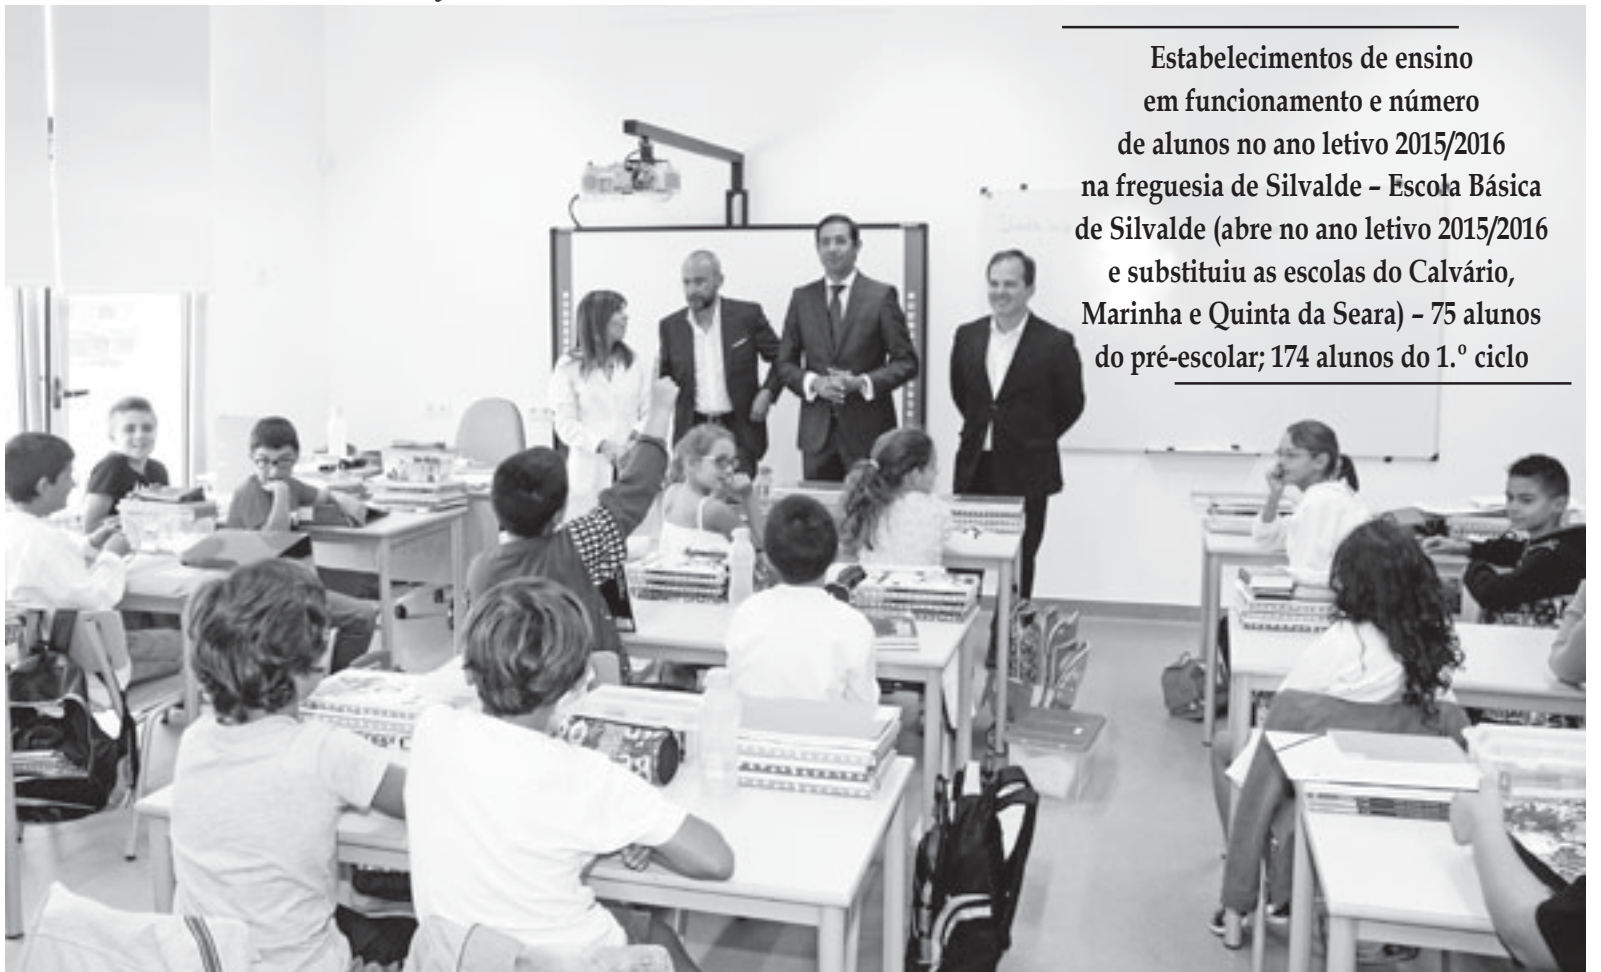 Estabelecimentos de ensino
em funcionamento e número
de alunos no ano letivo 2015/2016
na freguesia de Silvalde – Escola Básica
de Silvalde (abre no ano letivo 2015/2016
e substituiu as escolas do Calvário,
Marinha e Quinta da Seara) – 75 alunos
do pré-escolar; 174 alunos do 1.º ciclo